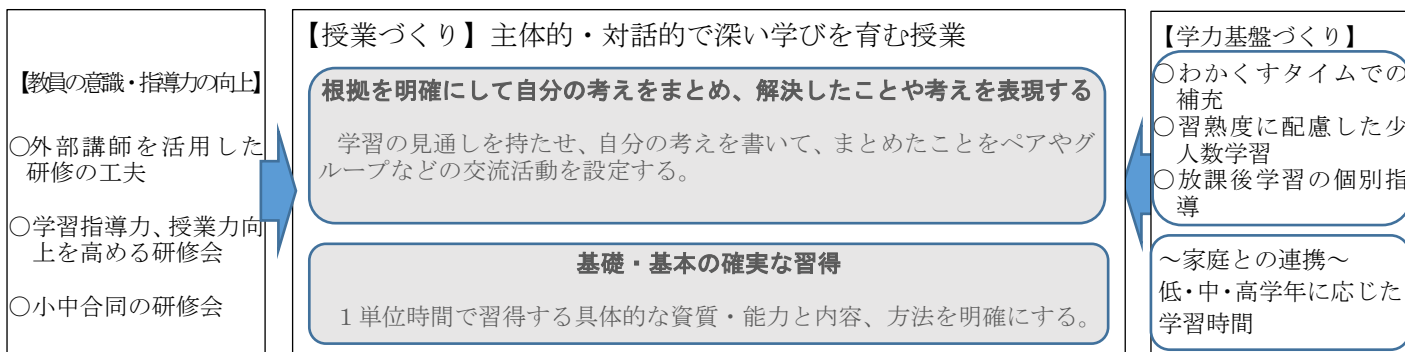 【教員の意識・指導力の向上】
○外部講師を活用した
研修の工夫
○学習指導力、授業力向
上を高める研修会
○小中合同の研修会
【授業づくり】主体的・対話的で深い学びを育む授業
根拠を明確にして自分の考えをまとめ、解決したことや考えを表現する
学習の見通しを持たせ、自分の考えを書いて、まとめたことをペアやグ
ループなどの交流活動を設定する。
基礎・基本の確実な習得
１単位時間で習得する具体的な資質・能力と内容、方法を明確にする。
【学力基盤づくり】
○わかくすタイムでの
補充
○習熟度に配慮した少
人数学習
○放課後学習の個別指
導
～家庭との連携～
低・中・高学年に応じた
学習時間